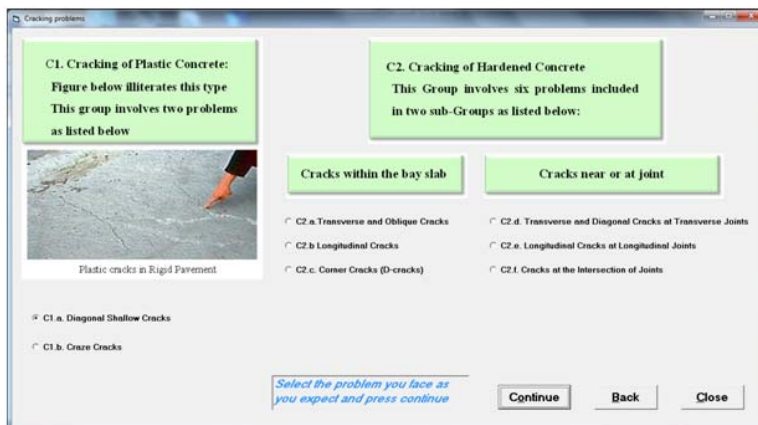 Cracking problems
C1. Cracking of Plastic Concrete:
Figure below illiterates this type
This group involves two problems
as listed below
Plastic cracks in Rigid Pavement
C1.a. Diagonal Shallow Cracks
C1.b. Craze Cracks
C2. Cracking of Hardened Concrete
This Group involves six problems included
in two sub-Groups as listed below:
Cracks within the bay slab
C2.a.Transverse and Oblique Cracks
C2.b Longitudinal Cracks
C2.c. Corner Cracks (D-cracks)
Cracks near or at joint
C2.d. Transverse and Diagonal Cracks at Transverse Joints
C2.e. Longitudinal Cracks at Longitudinal Joints
C2.f. Cracks at the Intersection of Joints
Select the problem you face as
you expect and press continue
Continue
Back
Close